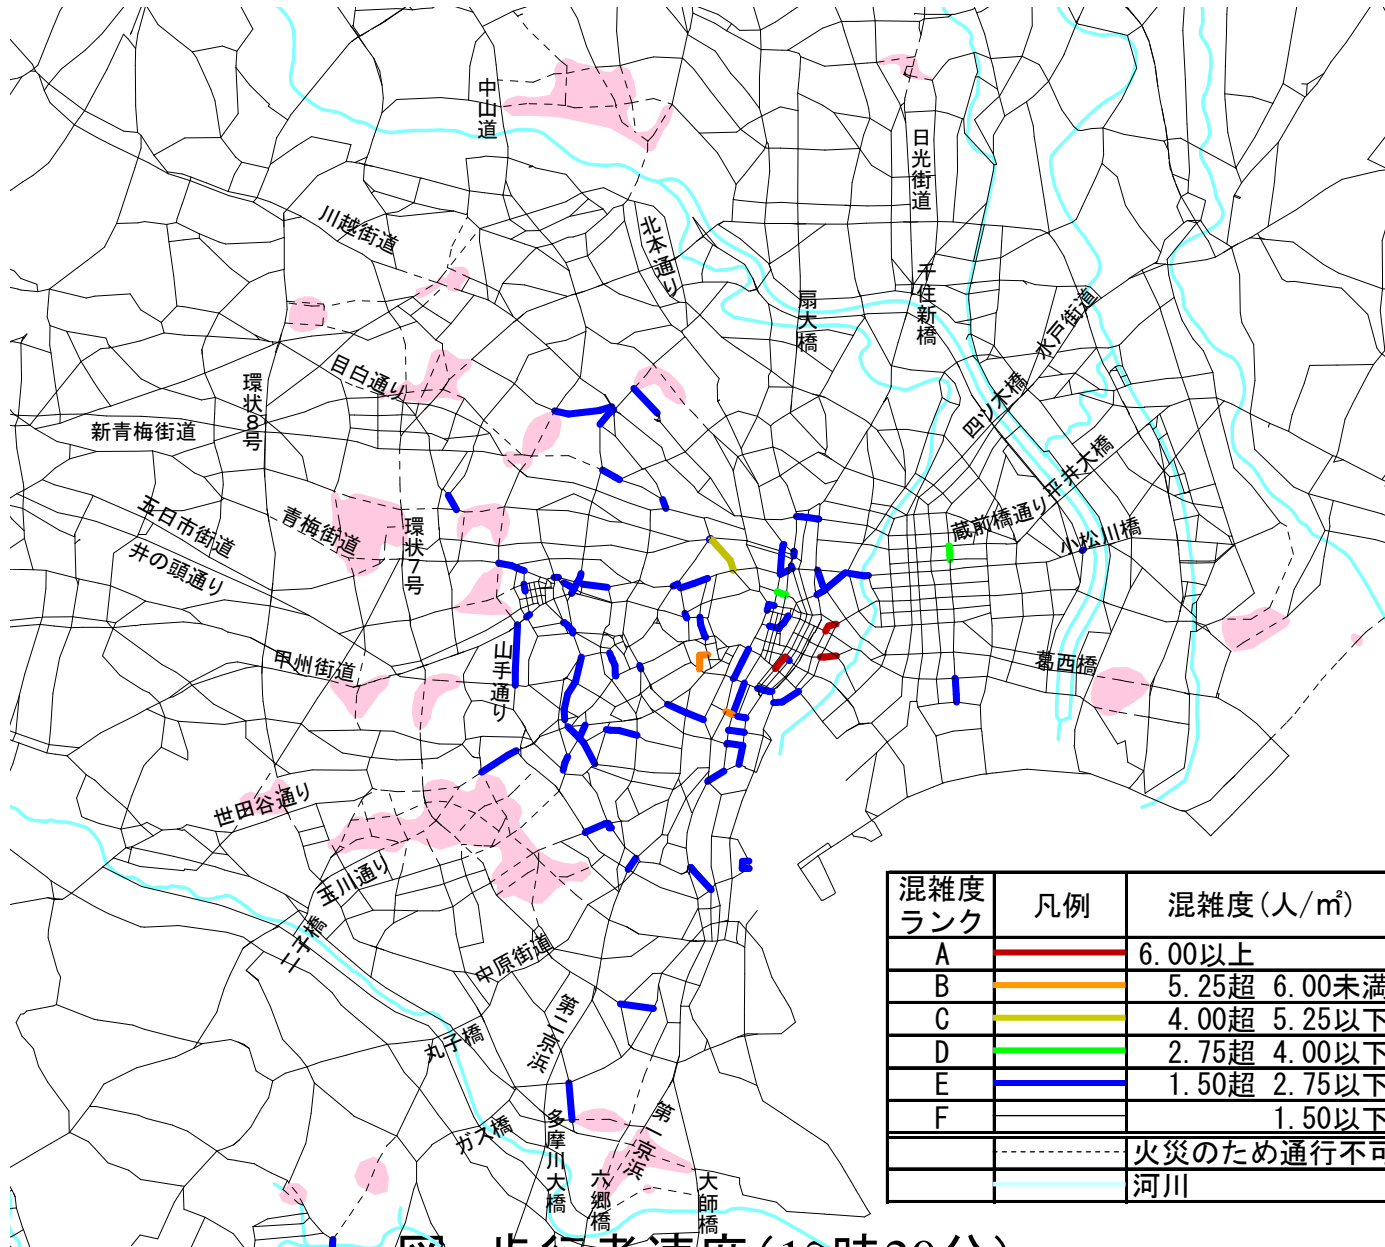 中山道
日光街道
川越街道
北本通り
千住新橋
扇大橋
水戸街道
目白通り
環状8号
四ツ木橋
新青梅街道
平井大橋
五日市街道
青梅街道
環状7号
蔵前橋通り
小松川橋
井の頭通り
甲州街道
山手通り
葛西橋
世田谷通り
玉川通り
二子橋
中原街道
第二京浜
丸子橋
ガス橋
多摩川大橋
第一京浜
六郷橋
大師橋
混雑度ランク 凡例 混雑度(人/㎡)
A 6.00以上
B 5.25超 6.00未満
C 4.00超 5.25以下
D 2.75超 4.00以下
E 1.50超 2.75以下
F 1.50以下
火災のため通行不可
河川